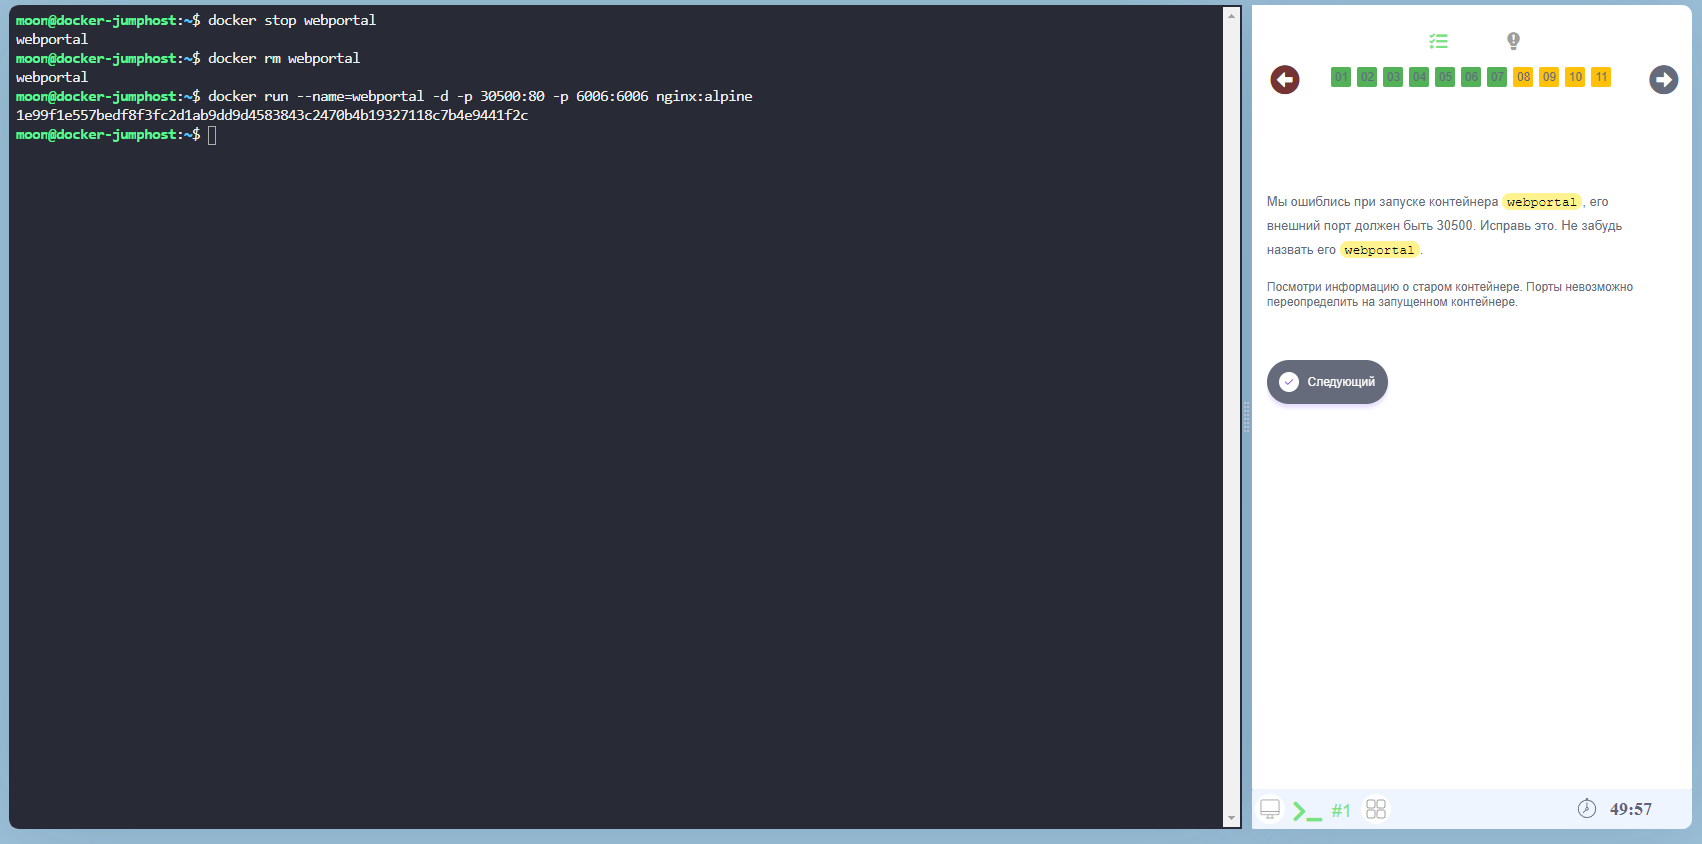 moon@docker-jumphost:~$ docker stop webportal
webportal
moon@docker-jumphost:~$ docker rm webportal
webportal
moon@docker-jumphost:~$ docker run --name=webportal -d -p 30500:80 -p 6006:6006 nginx:alpine
1e99f1e557bedf8f3fc2d1ab9dd9d4583843c2470b4b19327118c7b4e9441f2c
moon@docker-jumphost:~$
01 02 03 04 05 06 07 08 09 10 11
Мы ошиблись при запуске контейнера webportal, его
внешний порт должен быть 30500. Исправь это. Не забудь
назвать его webportal.
Посмотри информацию о старом контейнере. Порты невозможно
переопределить на запущенном контейнере.
Следующий
#1
49:57